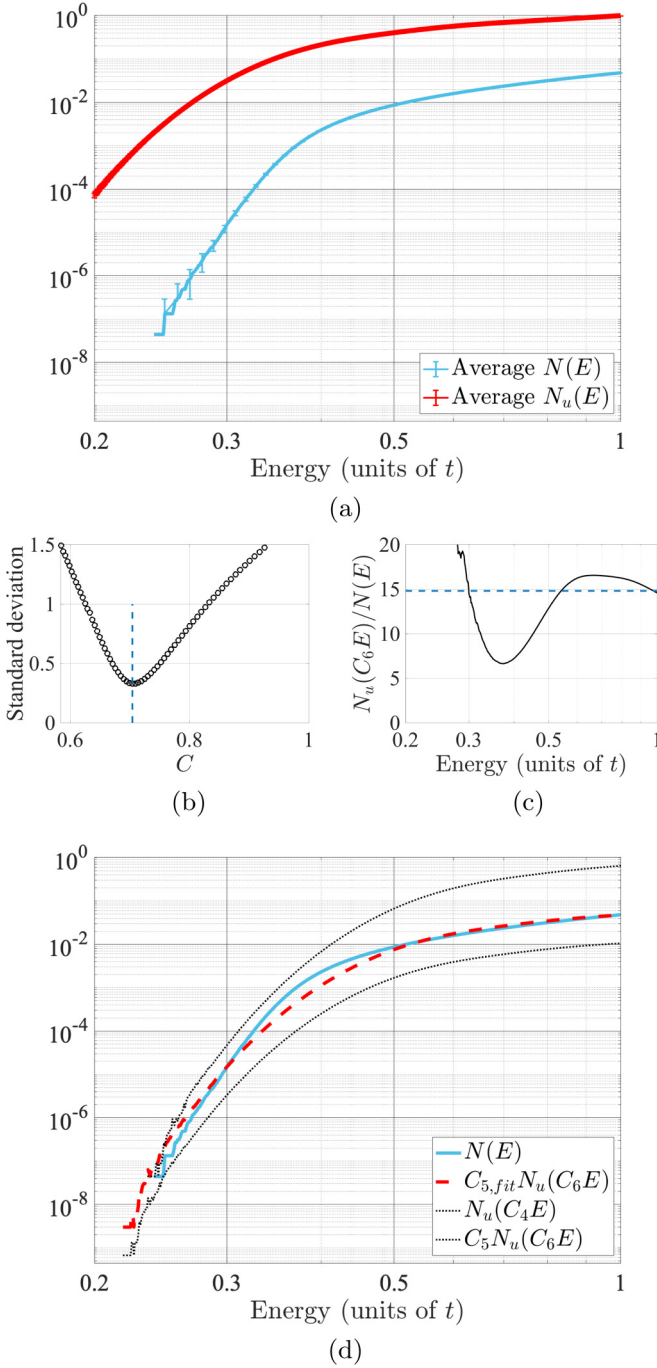 10^0
10^-2
10^-4
10^-6
10^-8
Average N(E)
Average N_u(E)
0.2 0.3 0.5 1
Energy (units of t)
(a)
Standard deviation
1.5
1
0.5
0
0.6 0.8 1
C
(b)
N_u(C_6E)/N(E)
20
15
10
5
0
0.2 0.3 0.5 1
Energy (units of t)
(c)
10^0
10^-2
10^-4
10^-6
10^-8
N(E)
C_{5,fit}N_u(C_6E)
N_u(C_4E)
C_5N_u(C_6E)
0.2 0.3 0.5 1
Energy (units of t)
(d)